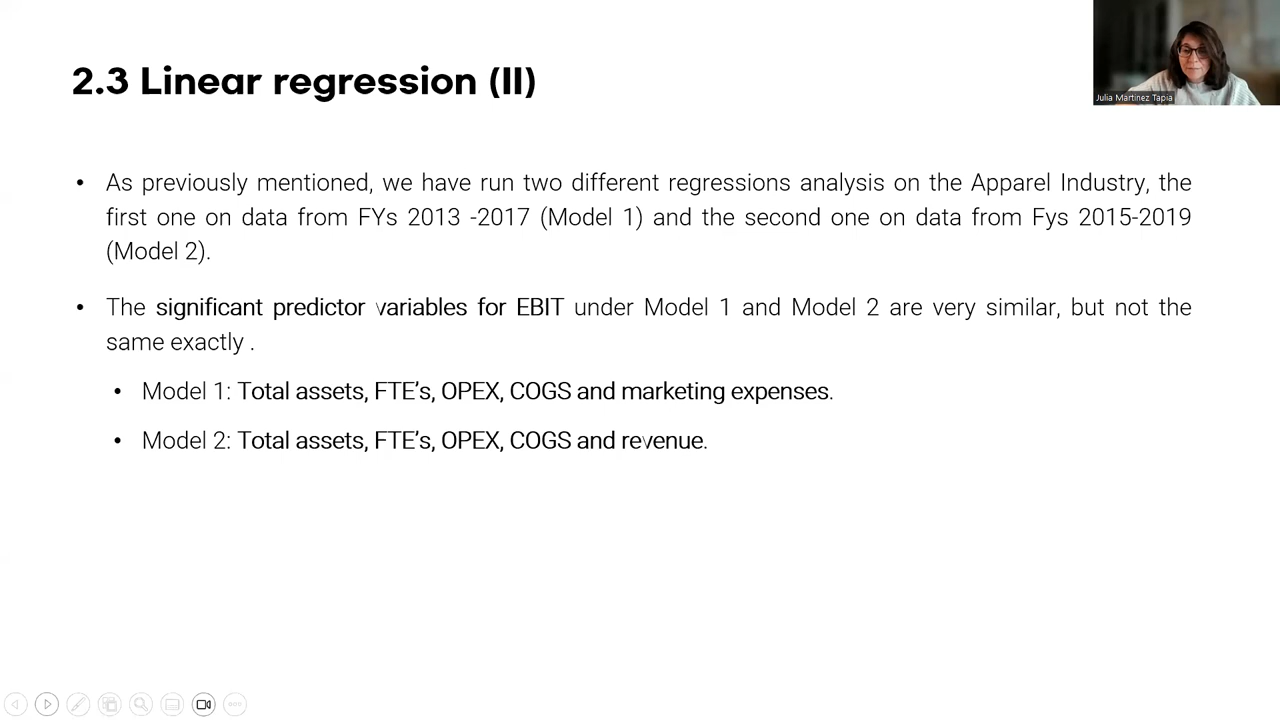 2.3 Linear regression (II)
Julia Martinez Tapia
• As previously mentioned, we have run two different regressions analysis on the Apparel Industry, the
first one on data from FYs 2013 -2017 (Model 1) and the second one on data from Fys 2015-2019
(Model 2).
• The significant predictor variables for EBIT under Model 1 and Model 2 are very similar, but not the
same exactly .
• Model 1: Total assets, FTE's, OPEX, COGS and marketing expenses.
• Model 2: Total assets, FTE's, OPEX, COGS and revenue.